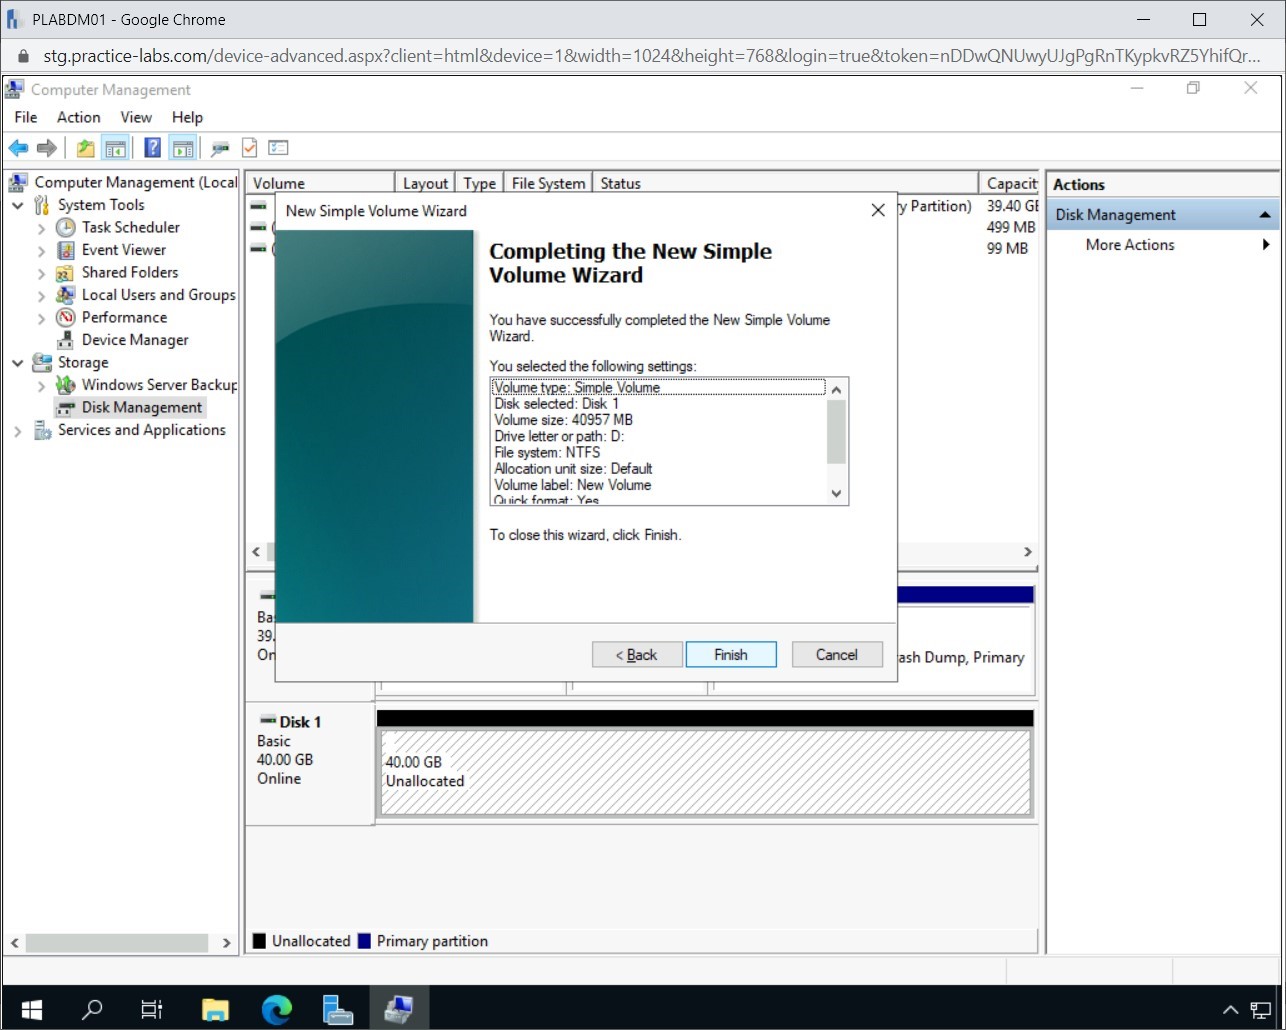 PLABDM01 - Google Chrome
stg.practice-labs.com/device-advanced.aspx?client=html&device=1&width=1024&height=768&login=true&token=nDDwQNUwyUJgPgRnTKypkvRZ5YhifQr...
Computer Management
File Action View Help
Computer Management (Local
System Tools
Task Scheduler
Event Viewer
Shared Folders
Local Users and Groups
Performance
Device Manager
Storage
Windows Server Backup
Disk Management
Services and Applications
Volume Layout Type File System Status Capacit
ry Partition) 39.40 GB
499 MB
99 MB
New Simple Volume Wizard
Completing the New Simple
Volume Wizard
You have successfully completed the New Simple Volume
Wizard.
You selected the following settings:
Volume type: Simple Volume
Disk selected: Disk 1
Volume size: 40957 MB
Drive letter or path: D:
File system: NTFS
Allocation unit size: Default
Volume label: New Volume
Quick format: Yes
To close this wizard, click Finish.
< Back Finish Cancel
Bas
39.
On
rash Dump, Primary
Disk 1
Basic
40.00 GB
Online
40.00 GB
Unallocated
Unallocated Primary partition
Actions
Disk Management
More Actions